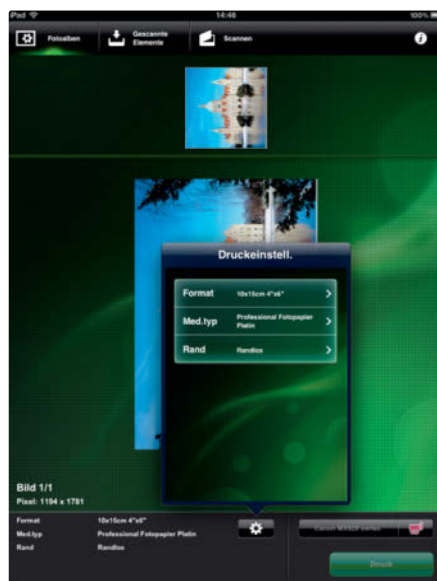 iPad 14:46 100%
Fotoalben
Gescannte
Elemente
Scannen
Druckeinstell.
Format 10x15cm 4"x6"
Med.typ Professional Fotopapier
Platin
Rand Randlos
Bild 1/1
Pixel: 1194 x 1781
Format 10x15cm 4"x6"
Med.typ Professional Fotopapier Platin
Rand Randlos
Druck